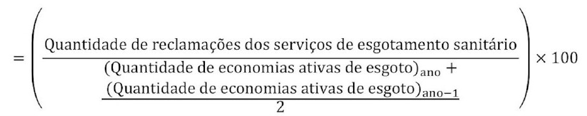 Quantidade de reclamações dos serviços de esgotamento sanitário
= × 100
(Quantidade de economias ativas de esgoto)ano +
(Quantidade de economias ativas de esgoto)ano−1
2